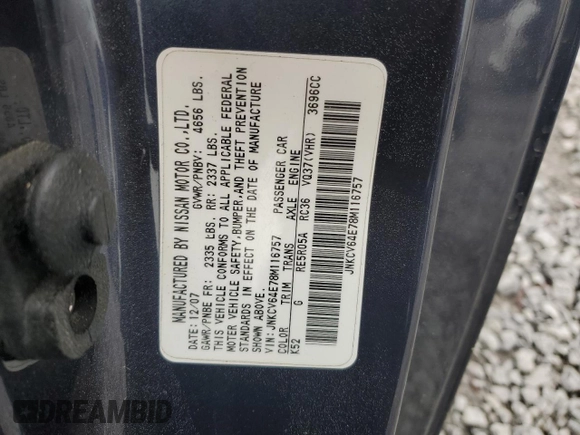 MANUFACTURED BY NISSAN MOTOR CO.,LTD.
DATE: 12/07 GVWR/PNBV: 4656 LBS.
GAWR/PNBE FR: 2335 LBS. RR: 2337 LBS.
THIS VEHICLE CONFORMS TO ALL APPLICABLE FEDERAL
MOTOR VEHICLE SAFETY,BUMPER,AND THEFT PREVENTION
STANDARDS IN EFFECT ON THE DATE OF MANUFACTURE
SHOWN ABOVE.
VIN:JNKCV64E78M116757 PASSENGER CAR
COLOR TRIM TRANS AXLE ENGINE
K52 G RE5R05A RC36 VQ37(VHR) 3696CC
JNKCV64E78M116757
DREAMBID